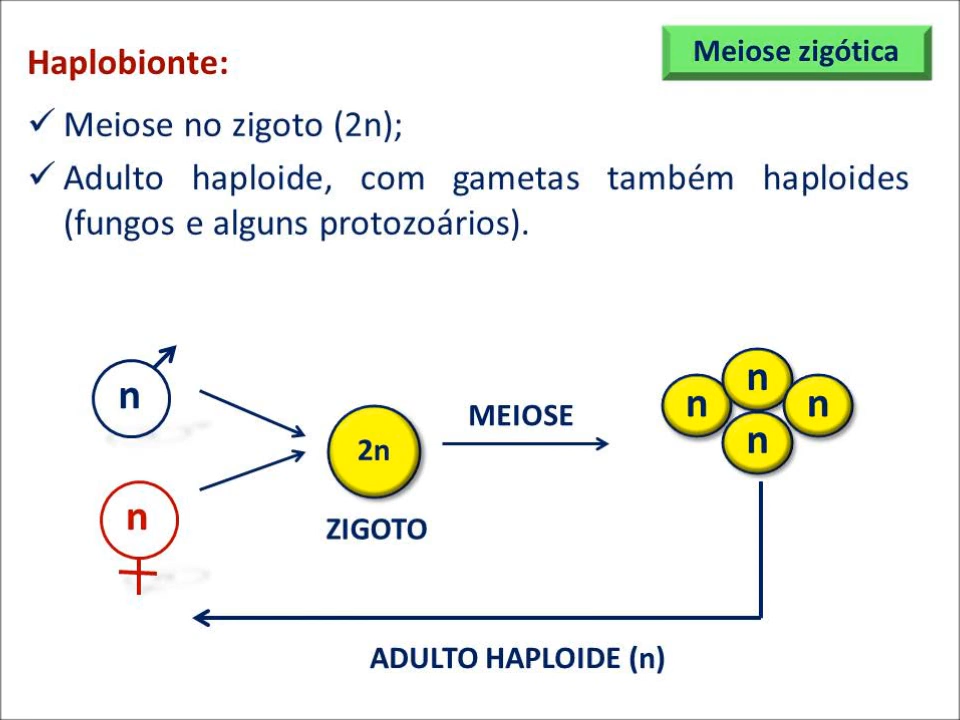 Haplobionte:
Meiose zigótica
✓ Meiose no zigoto (2n);
✓ Adulto haploide, com gametas também haploides
(fungos e alguns protozoários).
n
n
2n
ZIGOTO
MEIOSE
n
n
n
n
ADULTO HAPLOIDE (n)